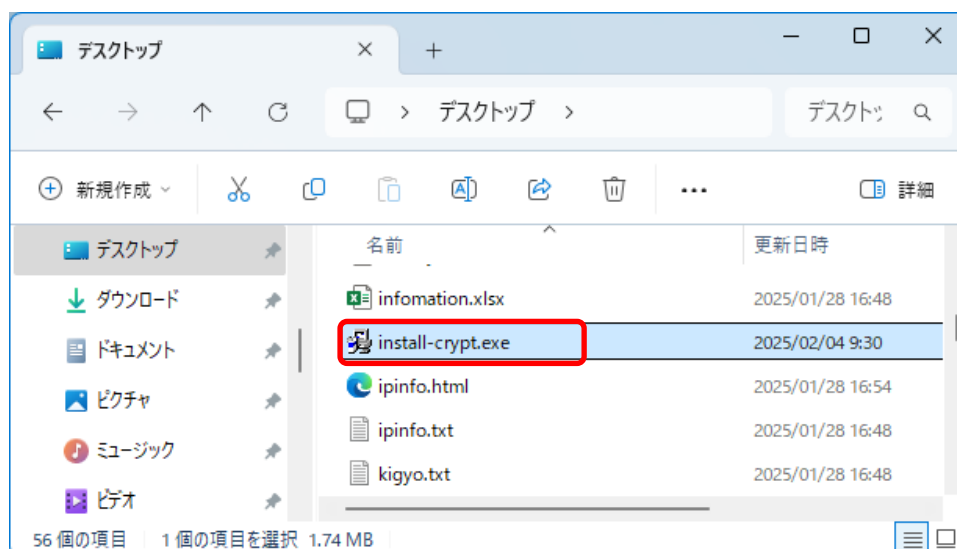 デスクトップ
デスクトップ
デスクトッ
新規作成
詳細
デスクトップ
ダウンロード
ドキュメント
ピクチャ
ミュージック
ビデオ
名前 更新日時
infomation.xlsx 2025/01/28 16:48
install-crypt.exe 2025/02/04 9:30
ipinfo.html 2025/01/28 16:54
ipinfo.txt 2025/01/28 16:48
kigyo.txt 2025/01/28 16:48
56 個の項目 1 個の項目を選択 1.74 MB